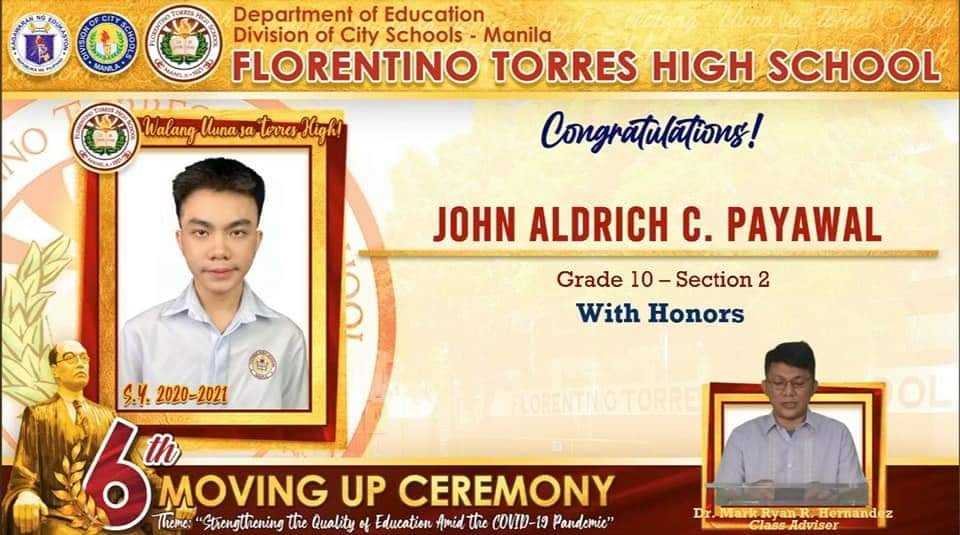 Department of Education
Division of City Schools - Manila
FLORENTINO TORRES HIGH SCHOOL
Walang Nuna sa Torres High!
Congratulations!
JOHN ALDRICH C. PAYAWAL
Grade 10 – Section 2
With Honors
S.Y. 2020-2021
6th
MOVING UP CEREMONY
Theme: "Strengthening the Quality of Education Amid the COVID-19 Pandemic"
Dr. Mark Ryan R. Hernandez
Class Adviser